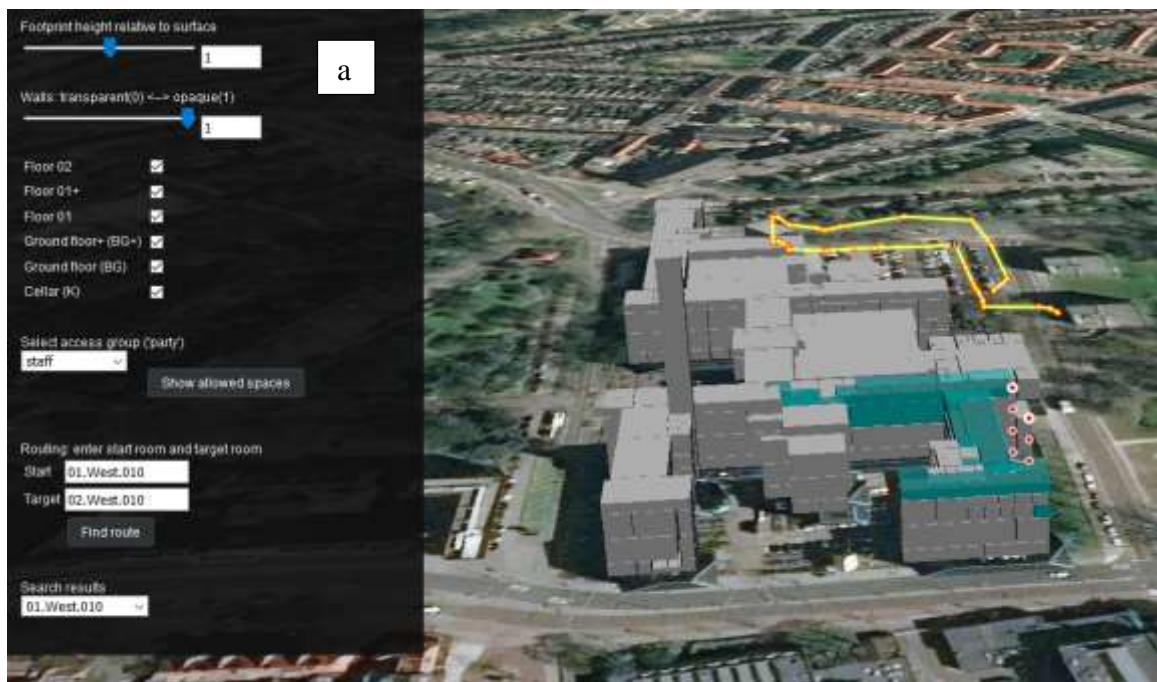 Footprint height relative to surface
1
a
Walls: transparent(0) <--> opaque(1)
1
Floor 02
Floor 01+
Floor 01
Ground floor+ (BG+)
Ground floor (BG)
Cellar (K)
Select access group ('party')
staff
Show allowed spaces
Routing: enter start room and target room
Start 01.West.010
Target 02.West.010
Find route
Search results
01.West.010